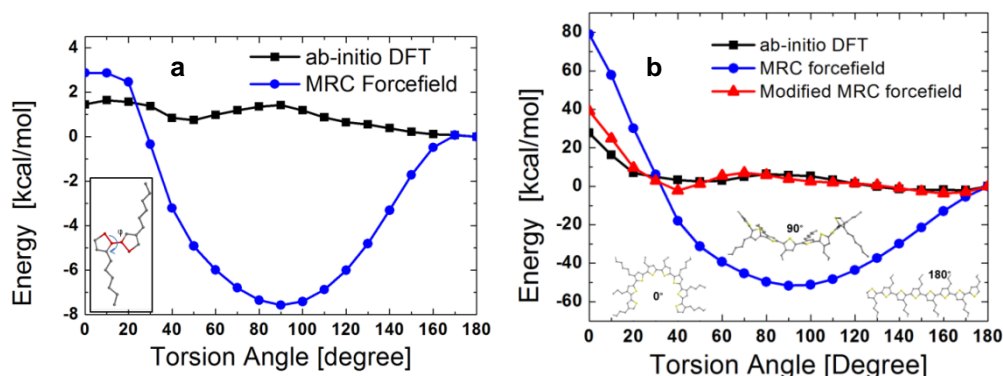 a
ab-initio DFT
MRC Forcefield
4
2
0
-2
-4
-6
-8
Energy [kcal/mol]
φ
0 20 40 60 80 100 120 140 160 180
Torsion Angle [degree]
b
ab-initio DFT
MRC forcefield
Modified MRC forcefield
80
60
40
20
0
-20
-40
-60
Energy [kcal/mol]
90°
0°
180°
0 20 40 60 80 100 120 140 160 180
Torsion Angle [Degree]